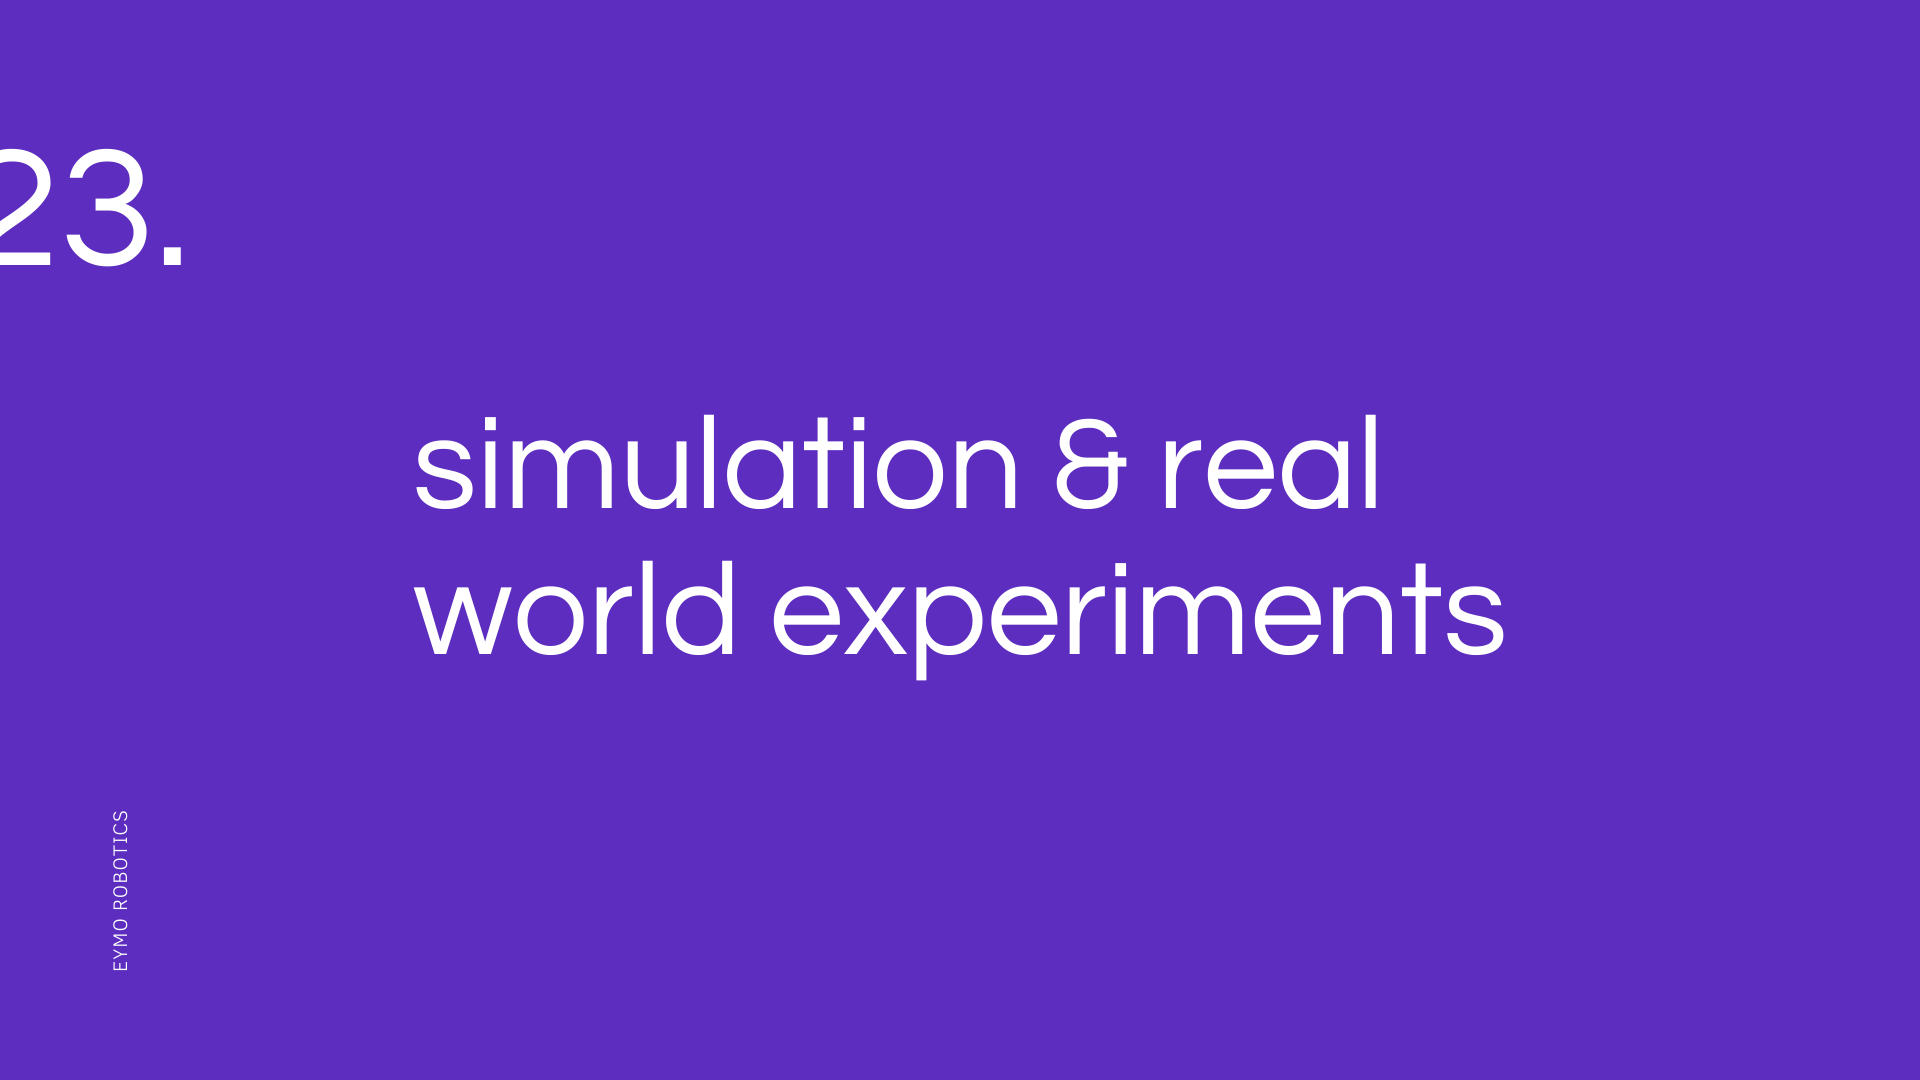 23.
simulation & real
world experiments
EYMO ROBOTICS